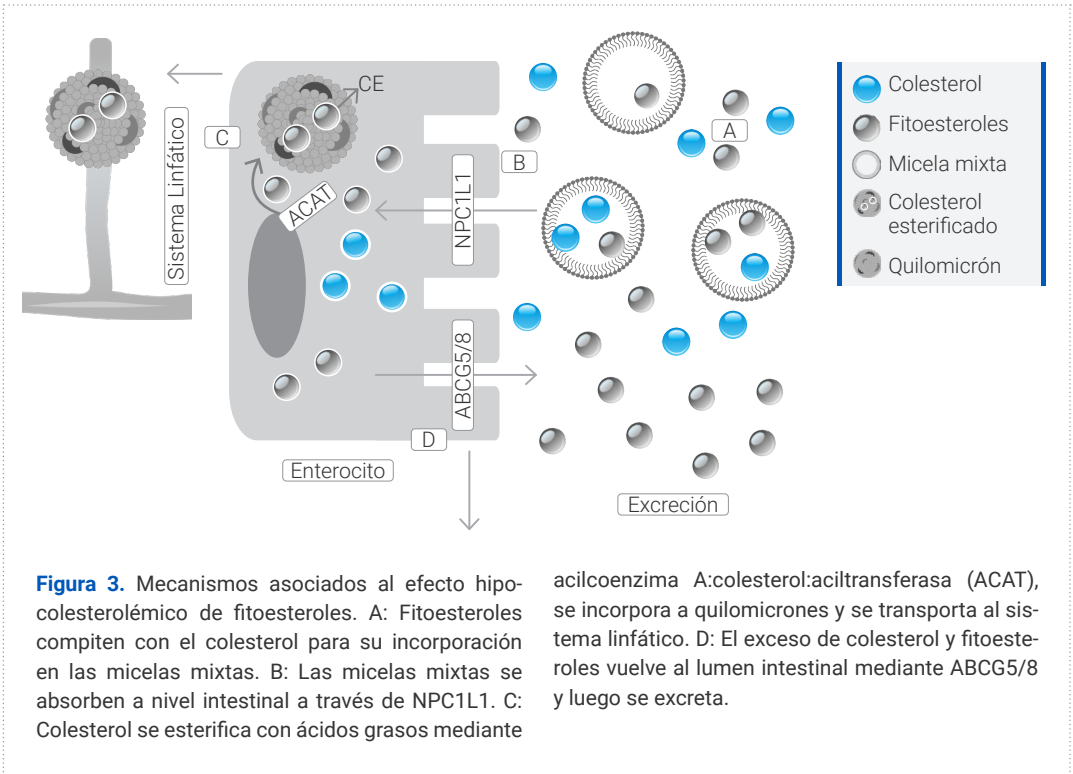 CE
Sistema Linfático
C
ACAT
NPC1L1
B
A
ABCG5/8
D
Enterocito
Excreción
Colesterol
Fitoesteroles
Micela mixta
Colesterol
esterificado
Quilomicrón
Figura 3. Mecanismos asociados al efecto hipo-
colesterolémico de fitoesteroles. A: Fitoesteroles
compiten con el colesterol para su incorporación
en las micelas mixtas. B: Las micelas mixtas se
absorben a nivel intestinal a través de NPC1L1. C:
Colesterol se esterifica con ácidos grasos mediante
acilcoenzima A:colesterol:aciltransferasa (ACAT),
se incorpora a quilomicrones y se transporta al sis-
tema linfático. D: El exceso de colesterol y fitoeste-
roles vuelve al lumen intestinal mediante ABCG5/8
y luego se excreta.